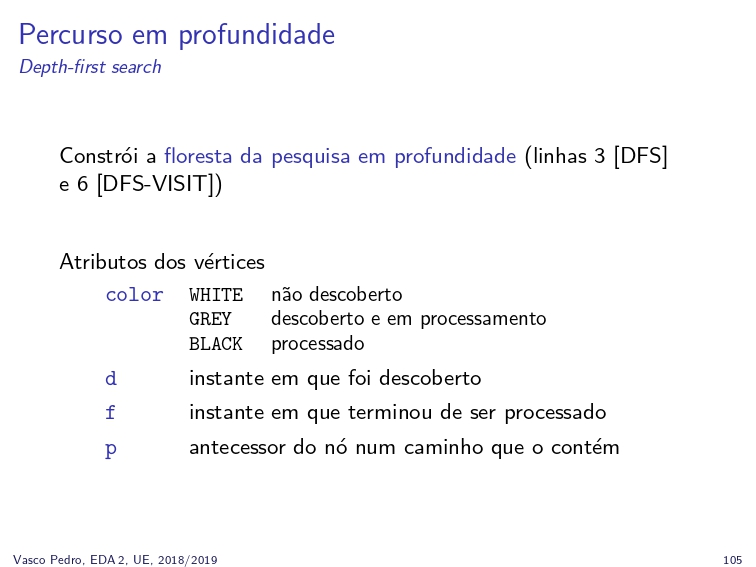 Percurso em profundidade
Depth-first search
Constrói a floresta da pesquisa em profundidade (linhas 3 [DFS]
e 6 [DFS-VISIT])
Atributos dos vértices
color WHITE não descoberto
GREY descoberto e em processamento
BLACK processado
d instante em que foi descoberto
f instante em que terminou de ser processado
p antecessor do nó num caminho que o contém
Vasco Pedro, EDA 2, UE, 2018/2019 105